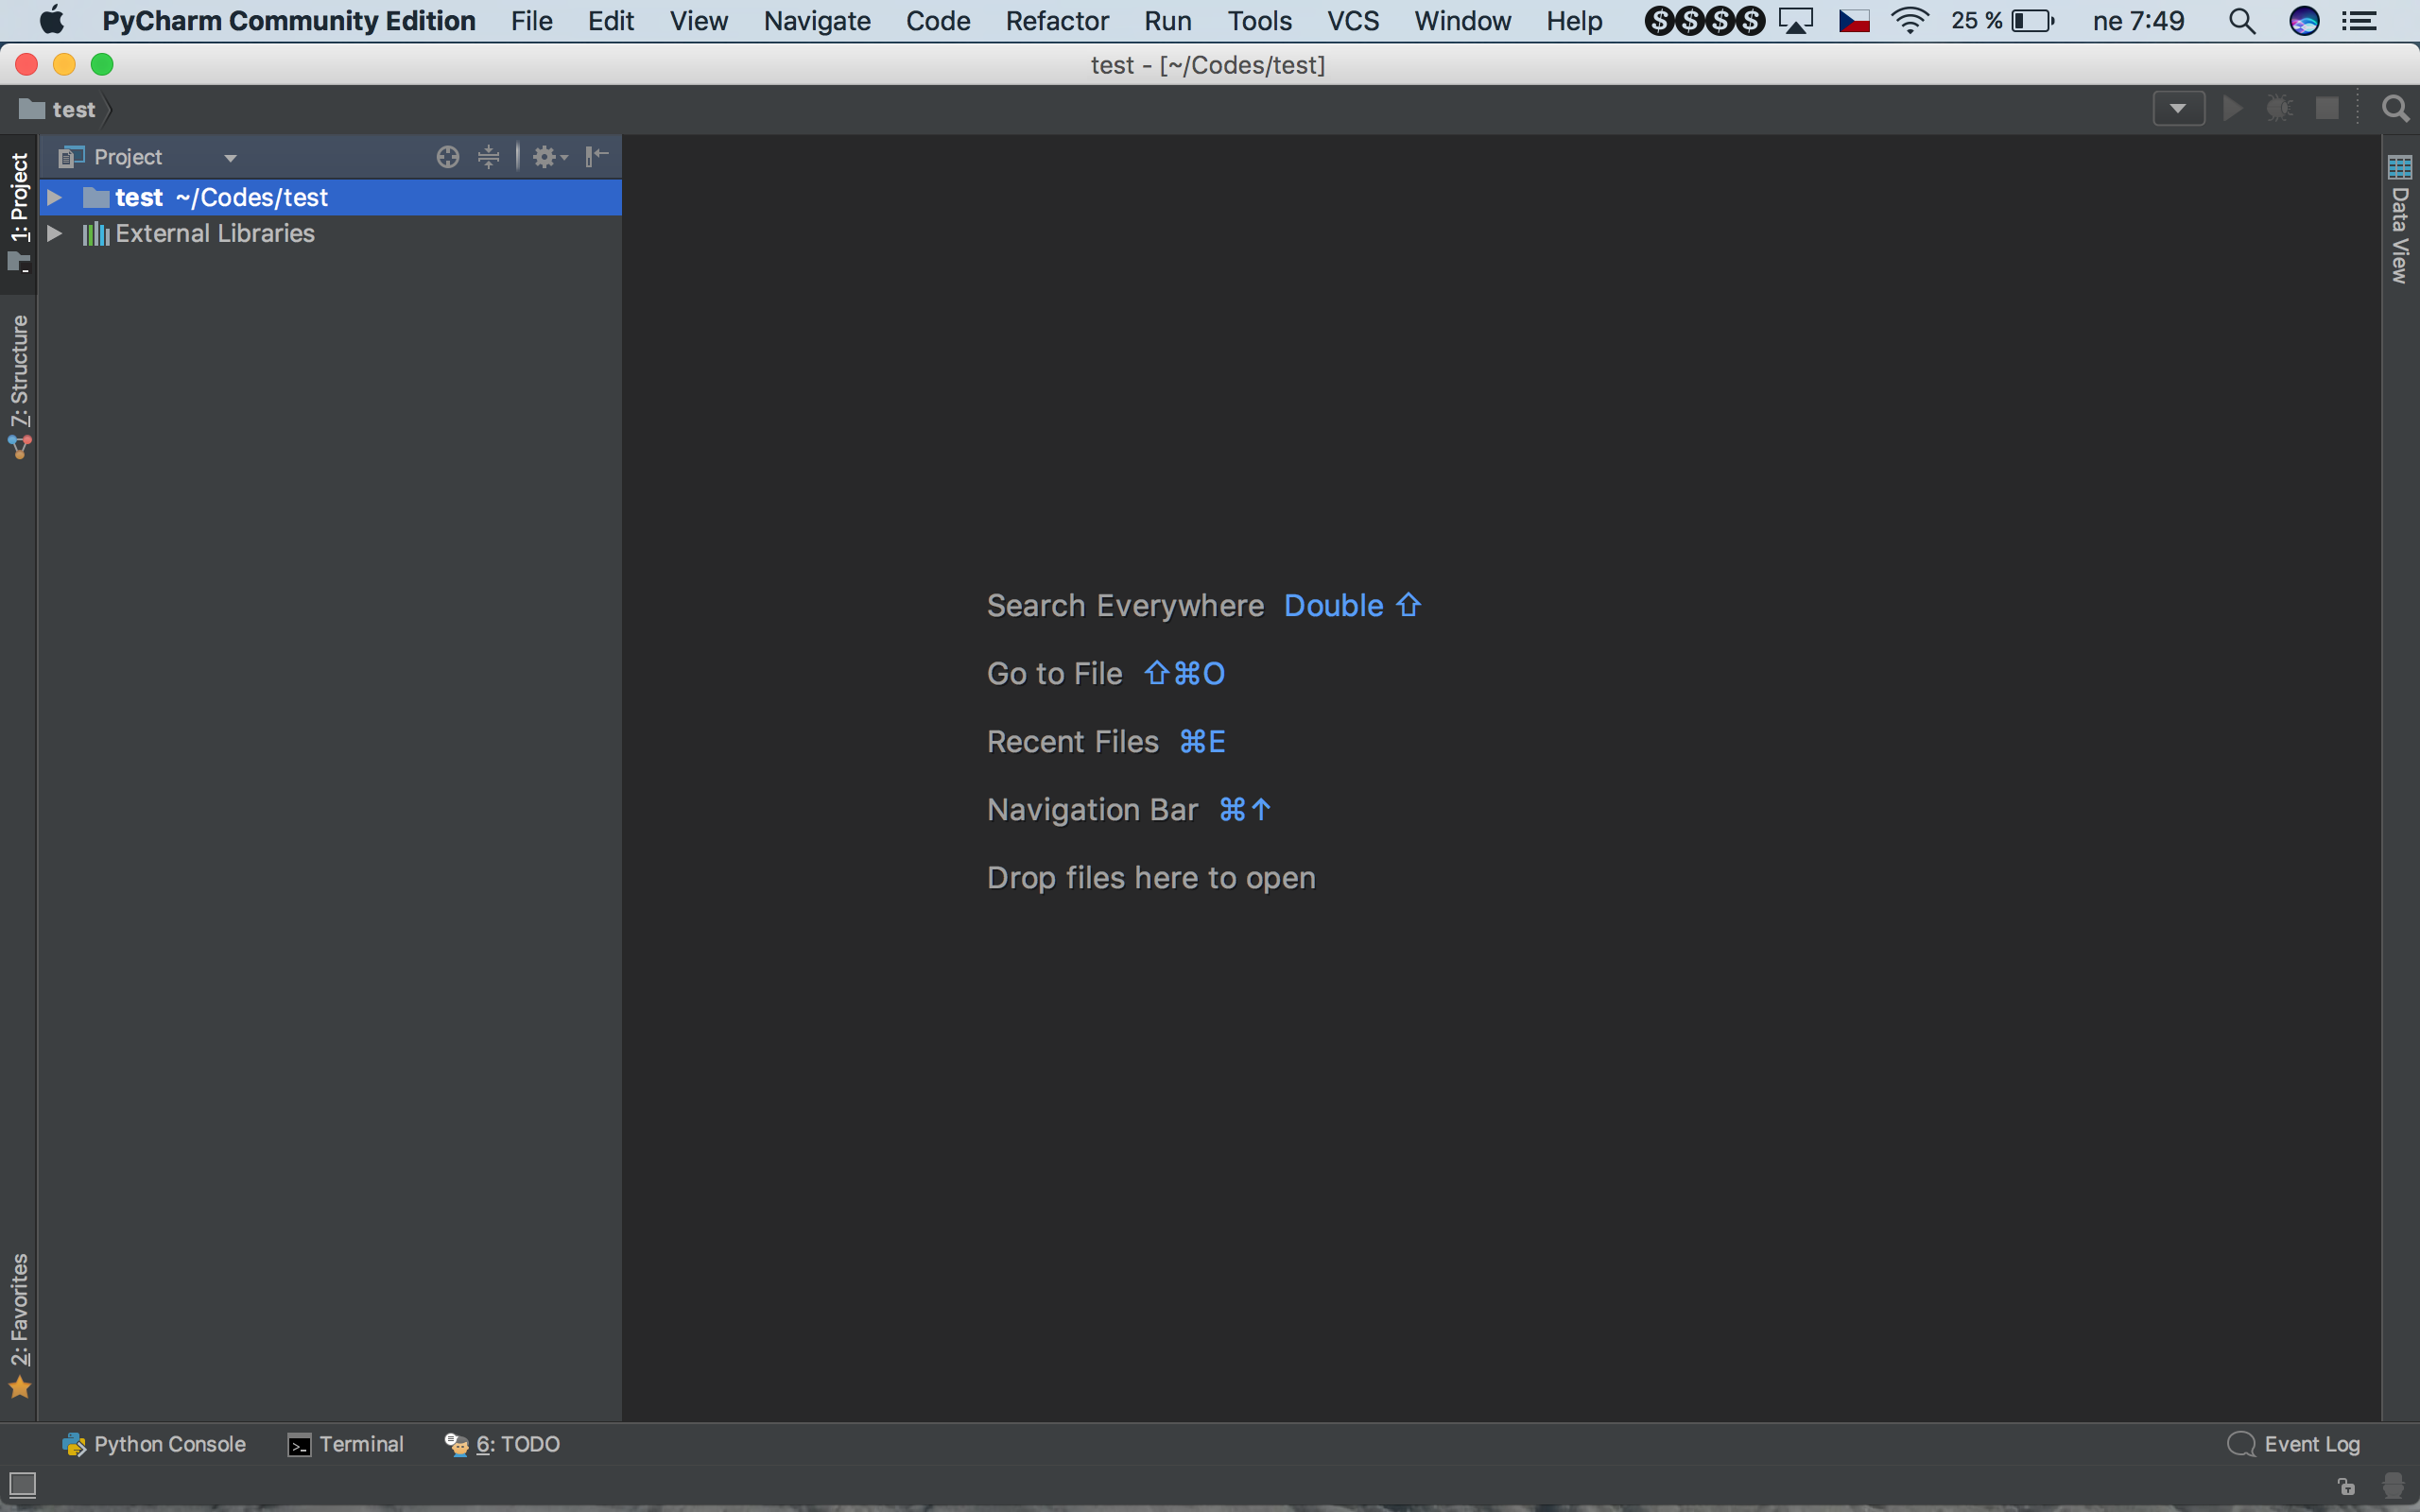 PyCharm Community Edition File Edit View Navigate Code Refactor Run Tools VCS Window Help $ $ $ $ 25 % ne 7:49
test - [~/Codes/test]
test
Project
test ~/Codes/test
External Libraries
1: Project
7: Structure
2: Favorites
Data View
Search Everywhere Double ⇧
Go to File ⇧⌘O
Recent Files ⌘E
Navigation Bar ⌘↑
Drop files here to open
Python Console Terminal 6: TODO Event Log